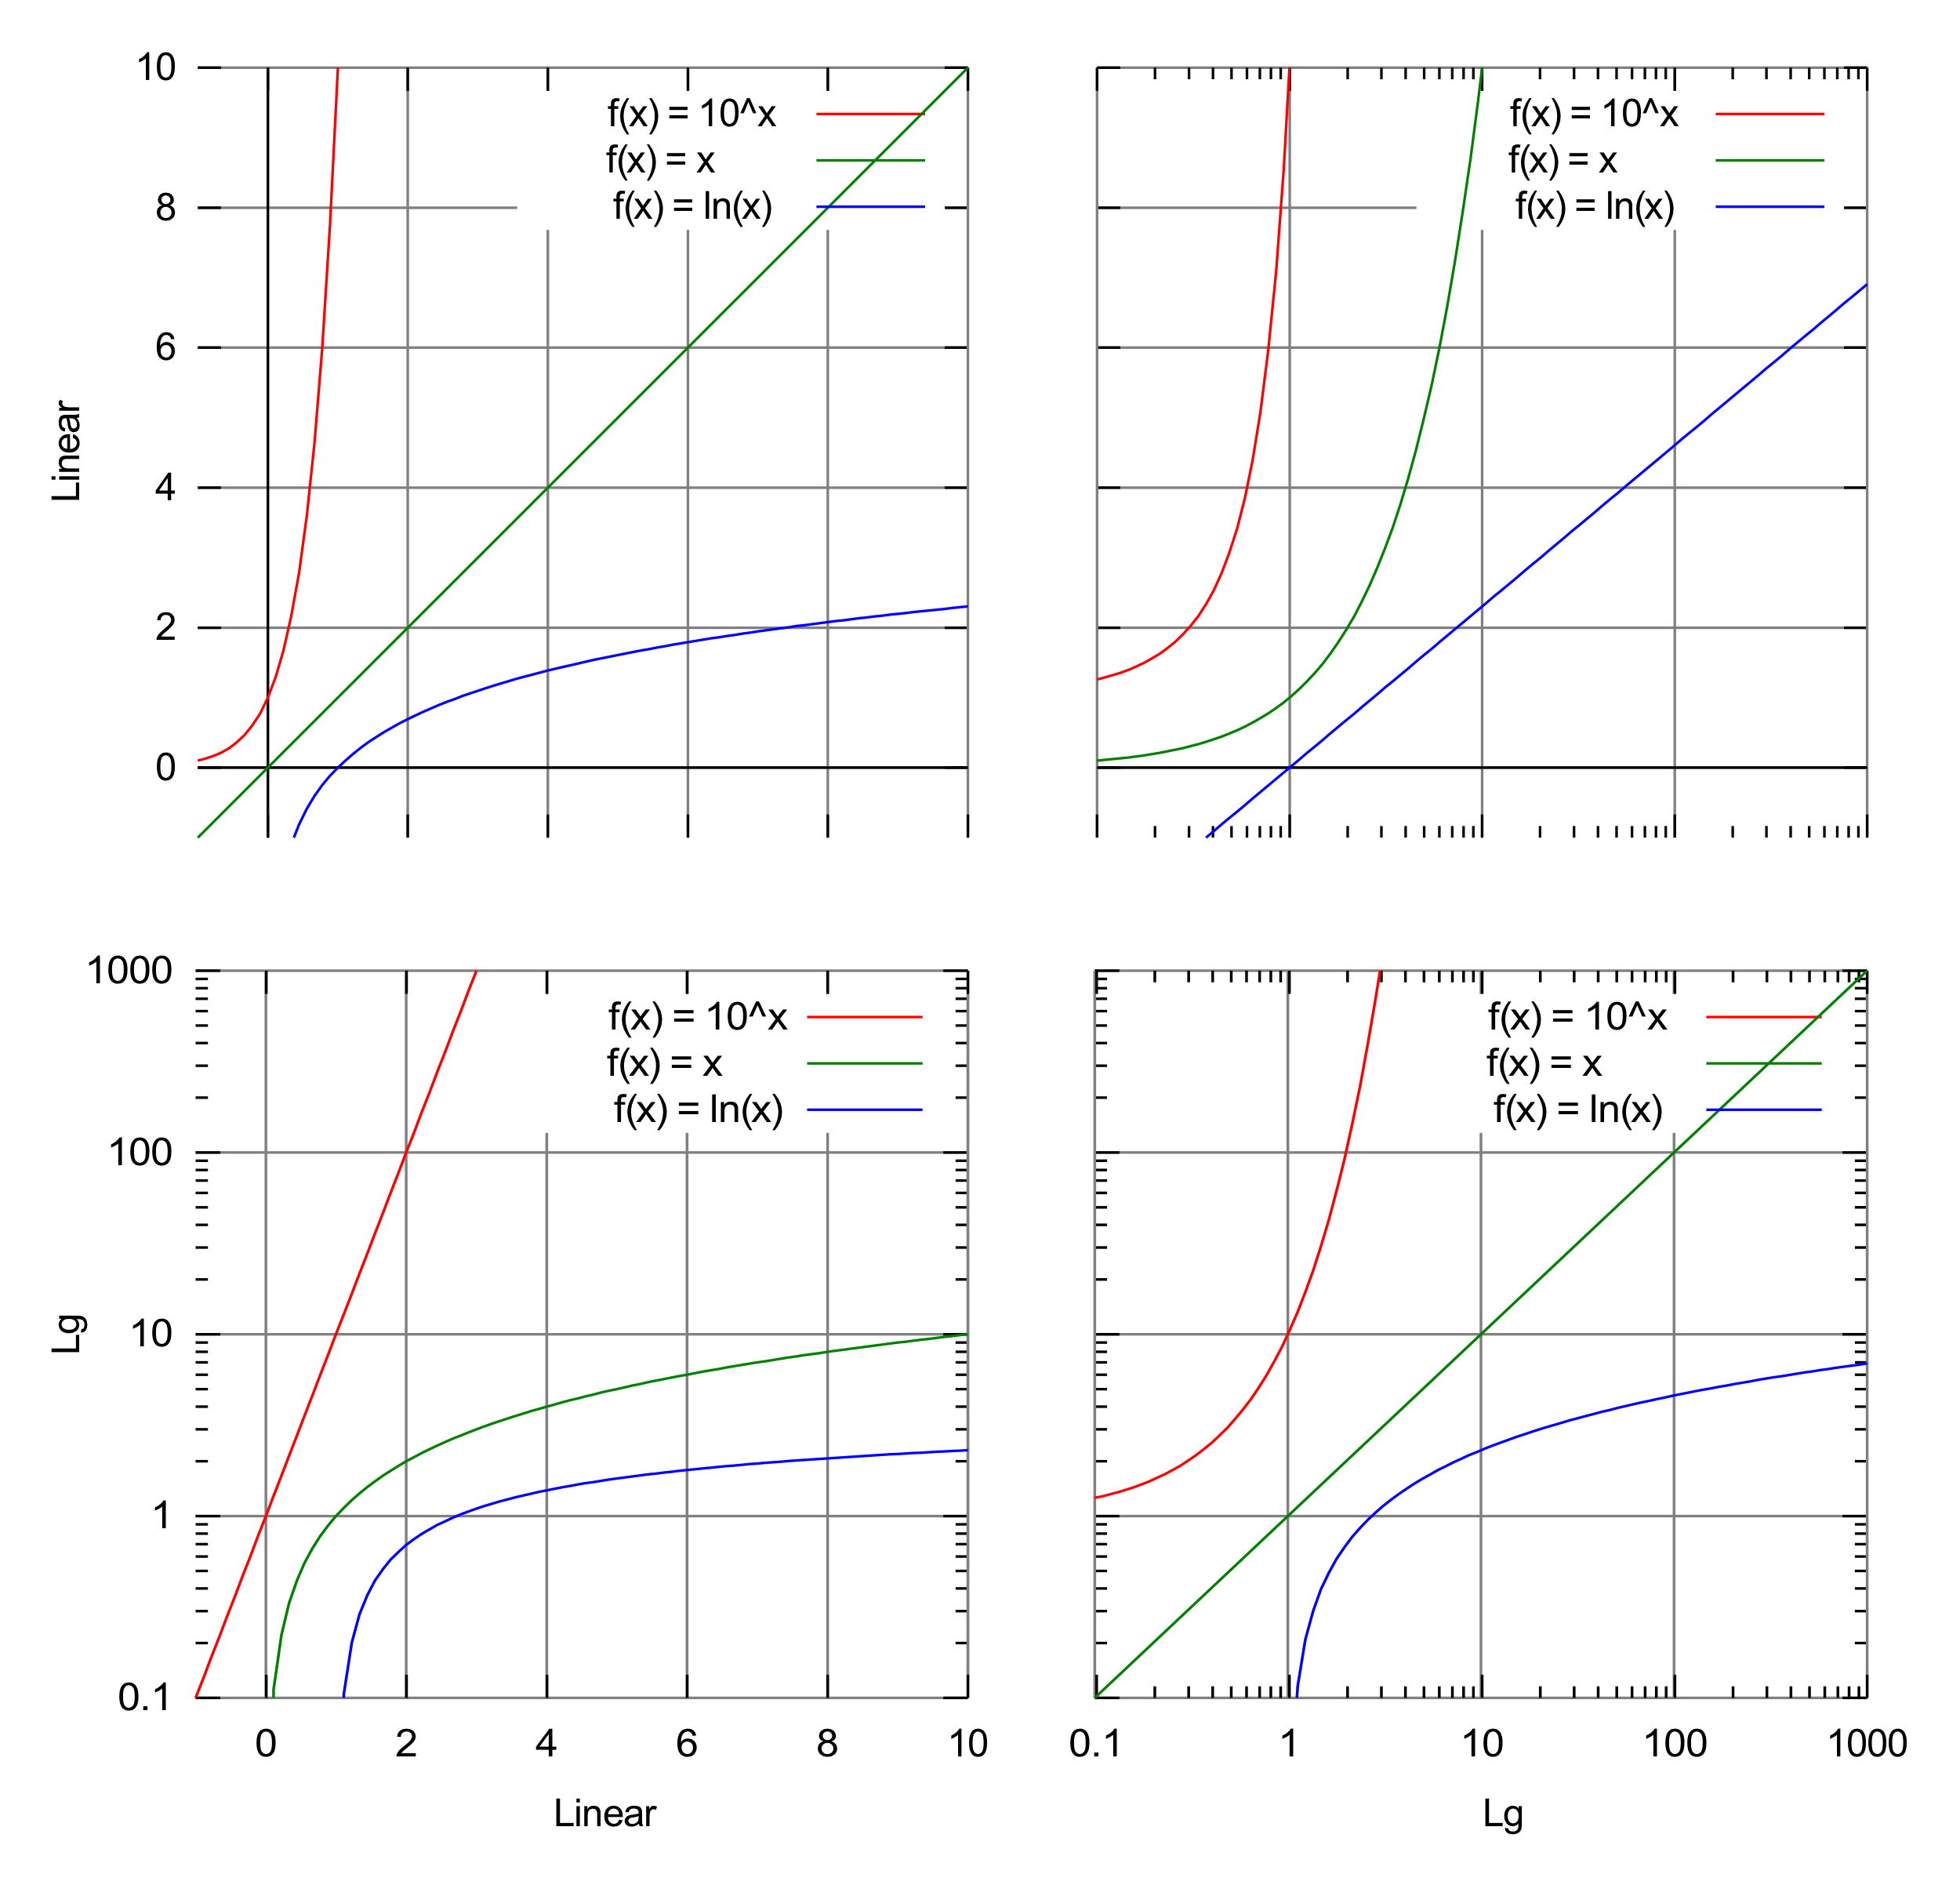 10
8
6
4
2
0
Linear
f(x) = 10^x
f(x) = x
f(x) = ln(x)
f(x) = 10^x
f(x) = x
f(x) = ln(x)
1000
100
10
1
0.1
Lg
f(x) = 10^x
f(x) = x
f(x) = ln(x)
0 2 4 6 8 10
Linear
f(x) = 10^x
f(x) = x
f(x) = ln(x)
0.1 1 10 100 1000
Lg